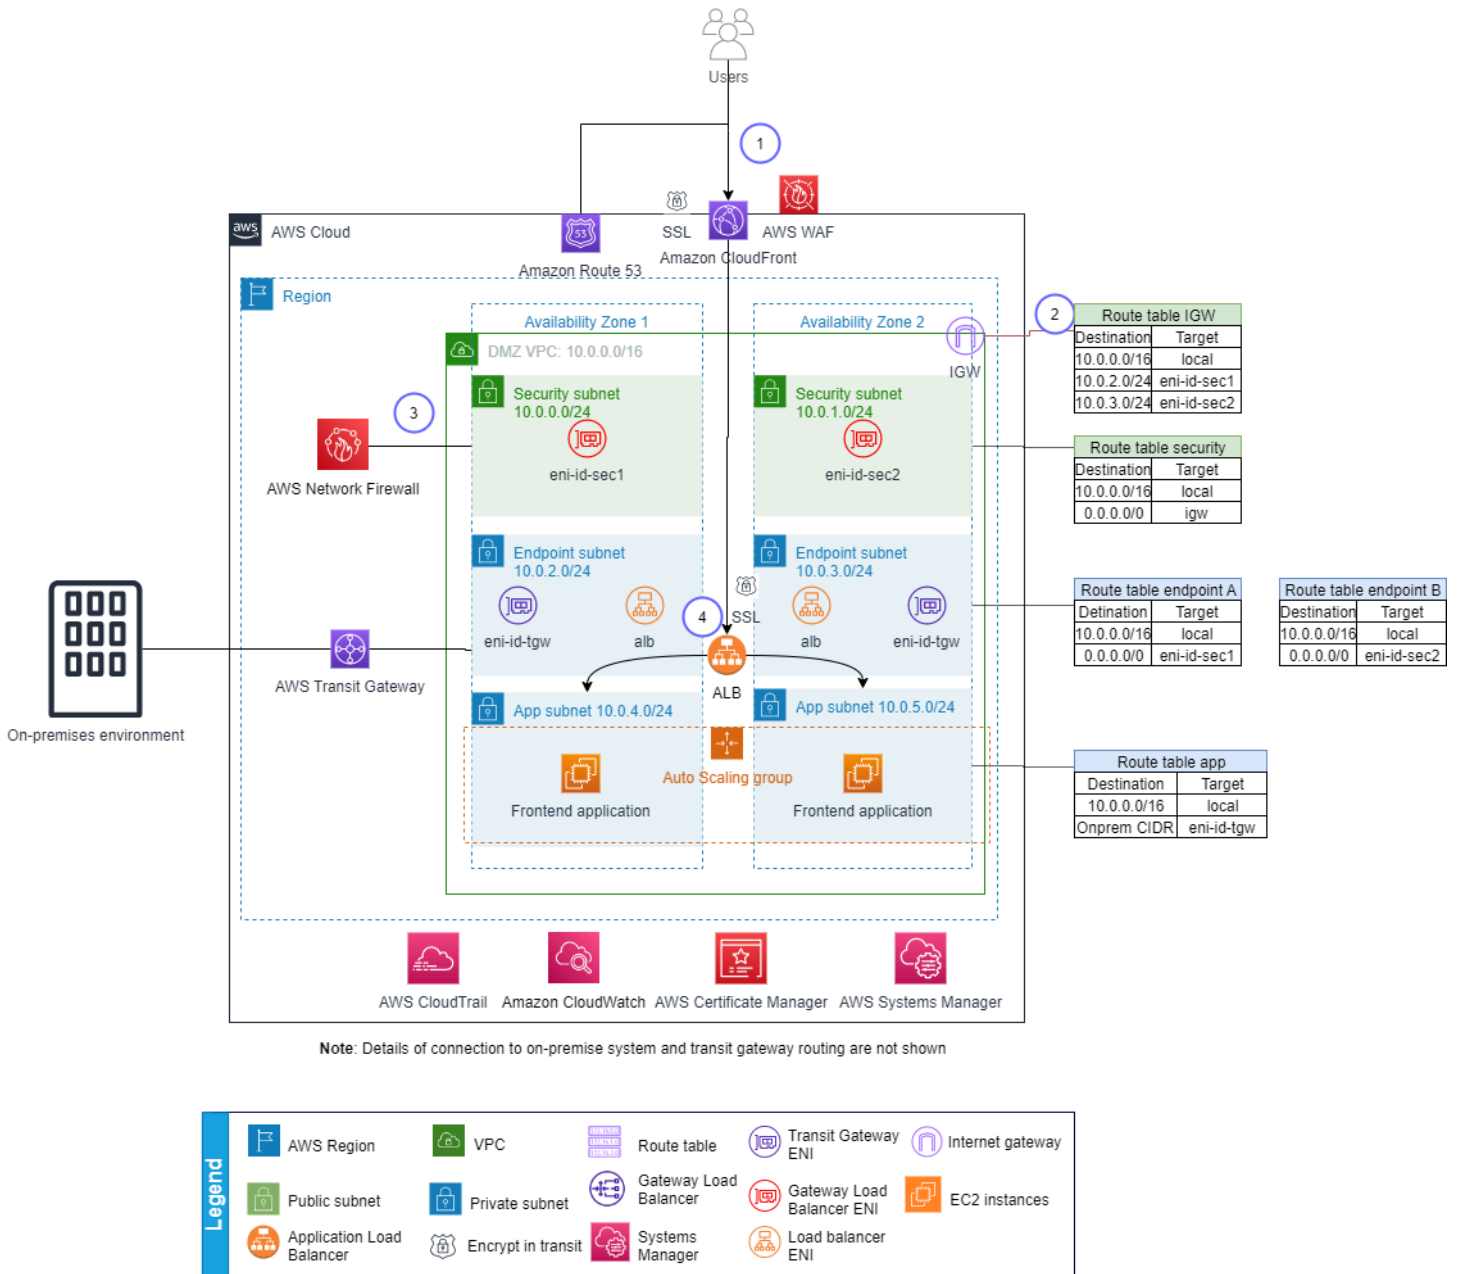 Users
1
aws
AWS Cloud
53
Amazon Route 53
SSL
Amazon CloudFront
AWS WAF
Region
Availability Zone 1
Availability Zone 2
DMZ VPC: 10.0.0.0/16
IGW
2
Route table IGW
Destination Target
10.0.0.0/16 local
10.0.2.0/24 eni-id-sec1
10.0.3.0/24 eni-id-sec2
Security subnet
10.0.0.0/24
eni-id-sec1
Security subnet
10.0.1.0/24
eni-id-sec2
3
AWS Network Firewall
Route table security
Destination Target
10.0.0.0/16 local
0.0.0.0/0 igw
Endpoint subnet
10.0.2.0/24
eni-id-tgw
alb
4
SSL
ALB
Endpoint subnet
10.0.3.0/24
alb
eni-id-tgw
Route table endpoint A
Detination Target
10.0.0.0/16 local
0.0.0.0/0 eni-id-sec1
Route table endpoint B
Destination Target
10.0.0.0/16 local
0.0.0.0/0 eni-id-sec2
On-premises environment
AWS Transit Gateway
App subnet 10.0.4.0/24
App subnet 10.0.5.0/24
Auto Scaling group
Frontend application
Frontend application
Route table app
Destination Target
10.0.0.0/16 local
Onprem CIDR eni-id-tgw
AWS CloudTrail
Amazon CloudWatch
AWS Certificate Manager
AWS Systems Manager
Note: Details of connection to on-premise system and transit gateway routing are not shown
Legend
AWS Region
VPC
Route table
Transit Gateway
ENI
Internet gateway
Public subnet
Private subnet
Gateway Load
Balancer
Gateway Load
Balancer ENI
EC2 instances
Application Load
Balancer
Encrypt in transit
Systems
Manager
Load balancer
ENI